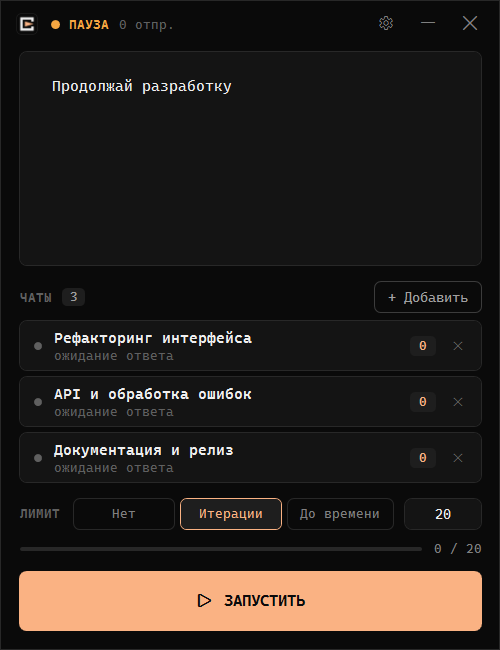 ПАУЗА 0 отпр.
Продолжай разработку
ЧАТЫ 3 + Добавить
Рефакторинг интерфейса 0
ожидание ответа
API и обработка ошибок 0
ожидание ответа
Документация и релиз 0
ожидание ответа
ЛИМИТ Нет Итерации До времени 20
0 / 20
ЗАПУСТИТЬ